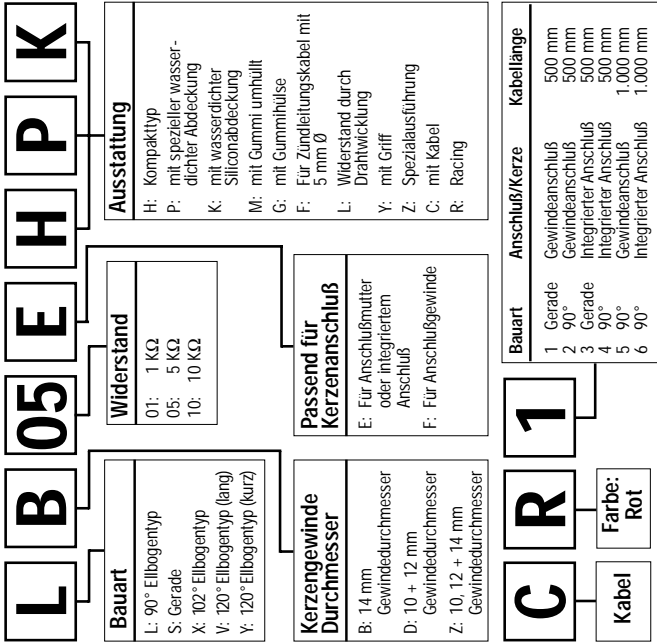 L B 05 E H P K
Bauart
L: 90° Ellbogentyp
S: Gerade
X: 102° Ellbogentyp
V: 120° Ellbogentyp (lang)
Y: 120° Ellbogentyp (kurz)
Widerstand
01: 1 KΩ
05: 5 KΩ
10: 10 KΩ
Ausstattung
H: Kompakttyp
P: mit spezieller wasser-
dichter Abdeckung
K: mit wasserdichter
Siliconabdeckung
M: mit Gummi umhüllt
G: mit Gummihülse
F: Für Zündleitungskabel mit
5 mm Ø
L: Widerstand durch
Drahtwicklung
Y: mit Griff
Z: Spezialausführung
C: mit Kabel
R: Racing
Kerzengewinde
Durchmesser
B: 14 mm
Gewindedurchmesser
D: 10 + 12 mm
Gewindedurchmesser
Z: 10, 12 + 14 mm
Gewindedurchmesser
Passend für
Kerzenanschluß
E: Für Anschlußmutter
oder integriertem
Anschluß
F: Für Anschlußgewinde
C R 1
Kabel
Farbe:
Rot
Bauart Anschluß/Kerze Kabellänge
1 Gerade Gewindeanschluß 500 mm
2 90° Gewindeanschluß 500 mm
3 Gerade Integrierter Anschluß 500 mm
4 90° Integrierter Anschluß 500 mm
5 90° Gewindeanschluß 1.000 mm
6 90° Integrierter Anschluß 1.000 mm